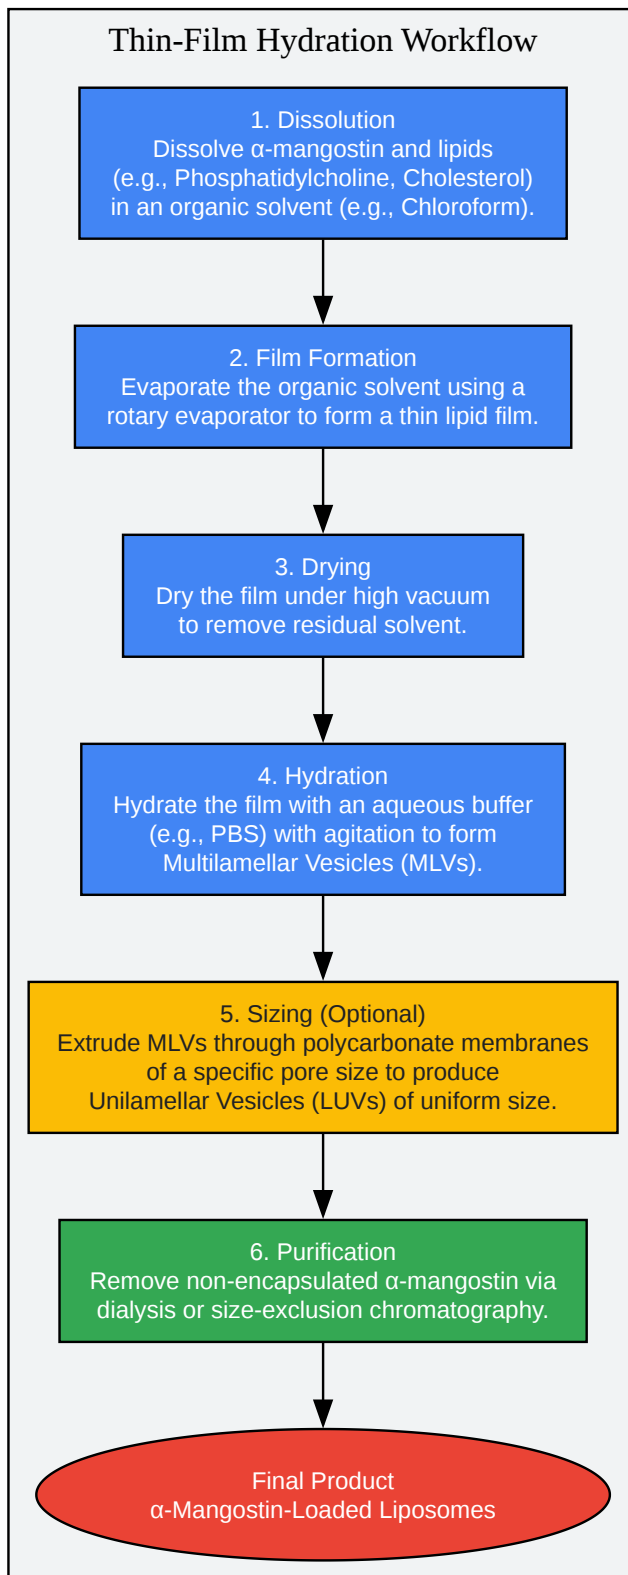 Thin-Film Hydration Workflow
1. Dissolution
Dissolve α-mangostin and lipids
(e.g., Phosphatidylcholine, Cholesterol)
in an organic solvent (e.g., Chloroform).
2. Film Formation
Evaporate the organic solvent using a
rotary evaporator to form a thin lipid film.
3. Drying
Dry the film under high vacuum
to remove residual solvent.
4. Hydration
Hydrate the film with an aqueous buffer
(e.g., PBS) with agitation to form
Multilamellar Vesicles (MLVs).
5. Sizing (Optional)
Extrude MLVs through polycarbonate membranes
of a specific pore size to produce
Unilamellar Vesicles (LUVs) of uniform size.
6. Purification
Remove non-encapsulated α-mangostin via
dialysis or size-exclusion chromatography.
Final Product
α-Mangostin-Loaded Liposomes